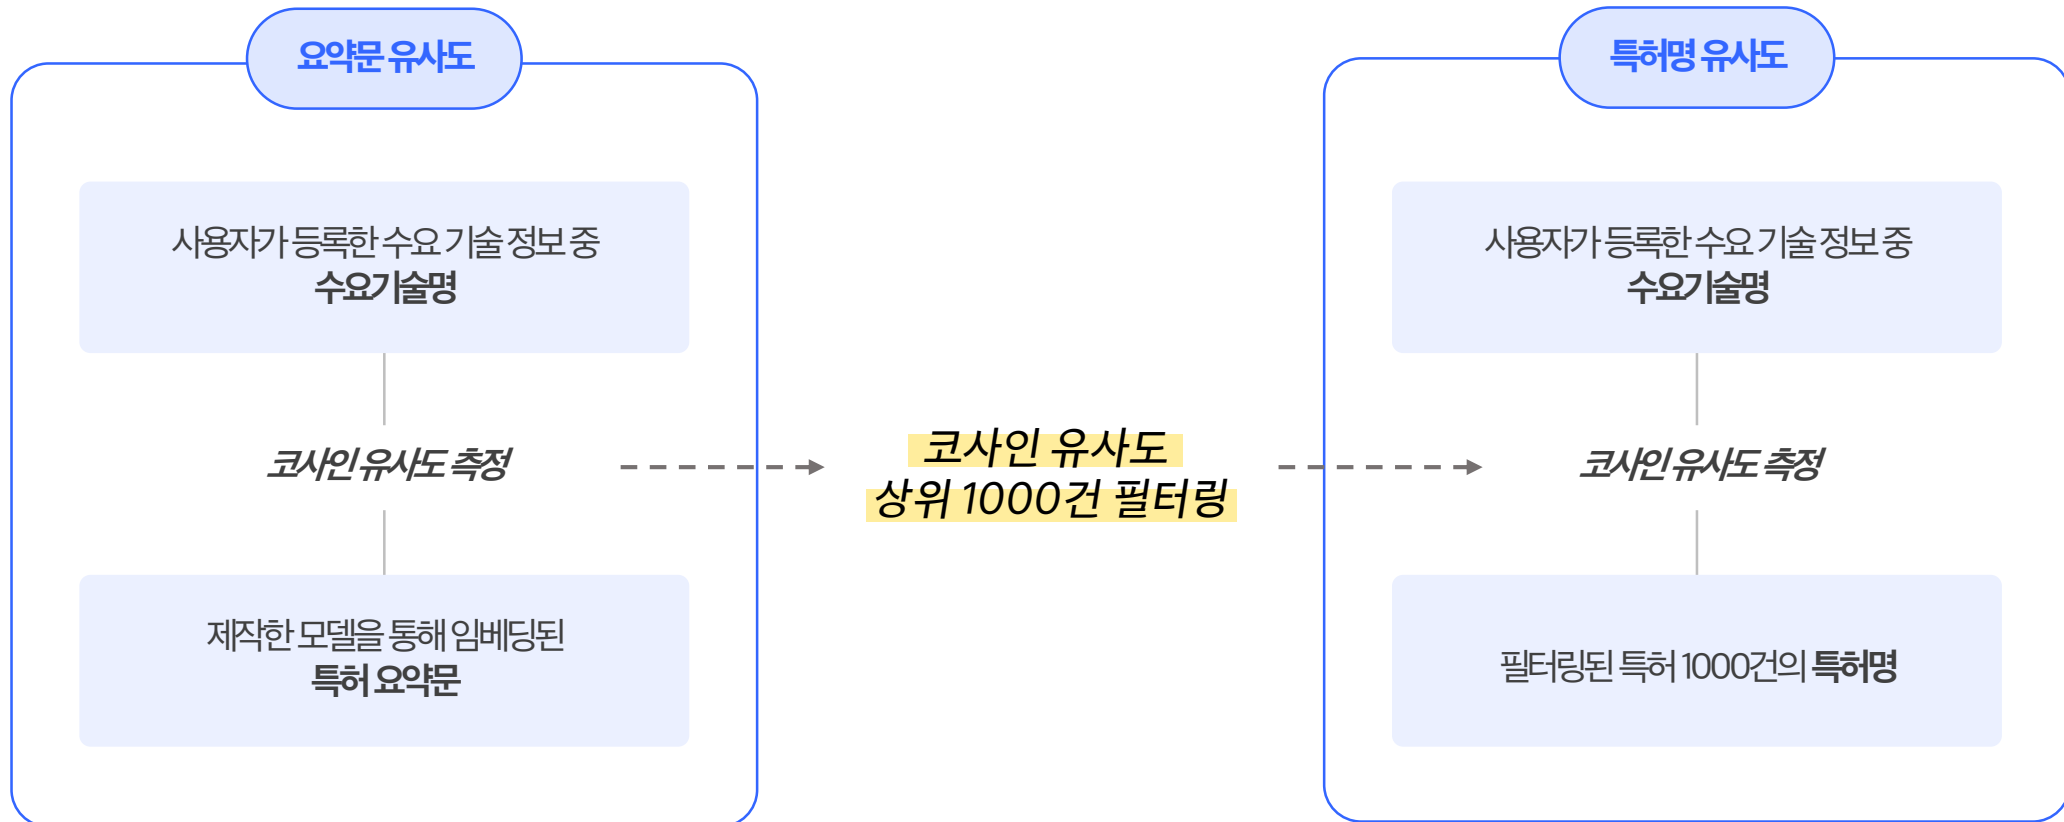 요약문 유사도
사용자가 등록한 수요 기술 정보 중
수요기술명
코사인 유사도 측정
제작한 모델을 통해 임베딩된
특허 요약문
코사인 유사도
상위 1000건 필터링
특허명 유사도
사용자가 등록한 수요 기술 정보 중
수요기술명
코사인 유사도 측정
필터링된 특허 1000건의 특허명